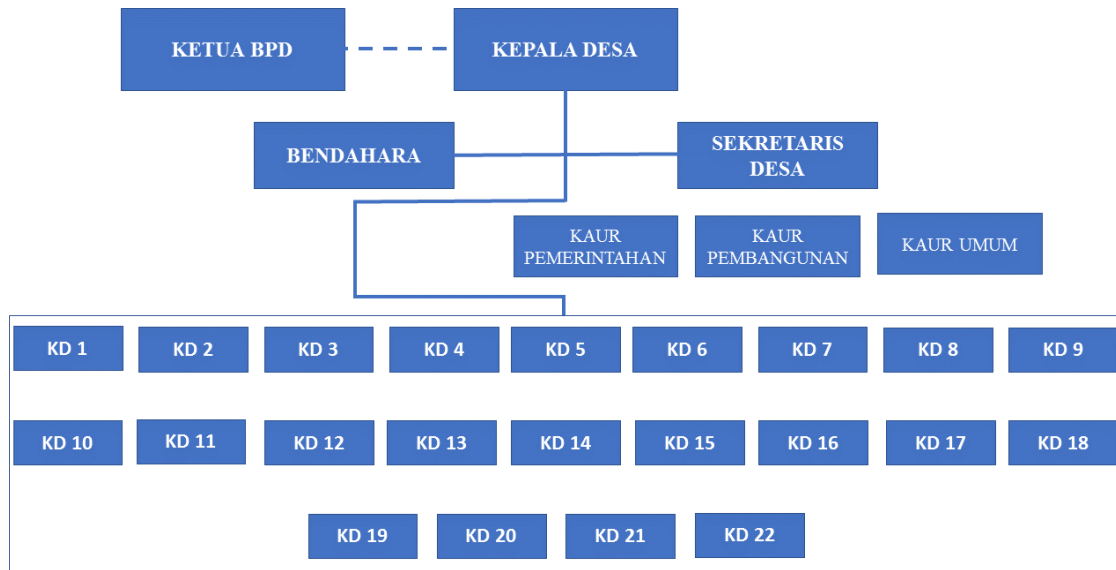 KETUA BPD
KEPALA DESA
BENDAHARA
SEKRETARIS
DESA
KAUR
PEMERINTAHAN
KAUR
PEMBANGUNAN
KAUR UMUM
KD 1
KD 2
KD 3
KD 4
KD 5
KD 6
KD 7
KD 8
KD 9
KD 10
KD 11
KD 12
KD 13
KD 14
KD 15
KD 16
KD 17
KD 18
KD 19
KD 20
KD 21
KD 22